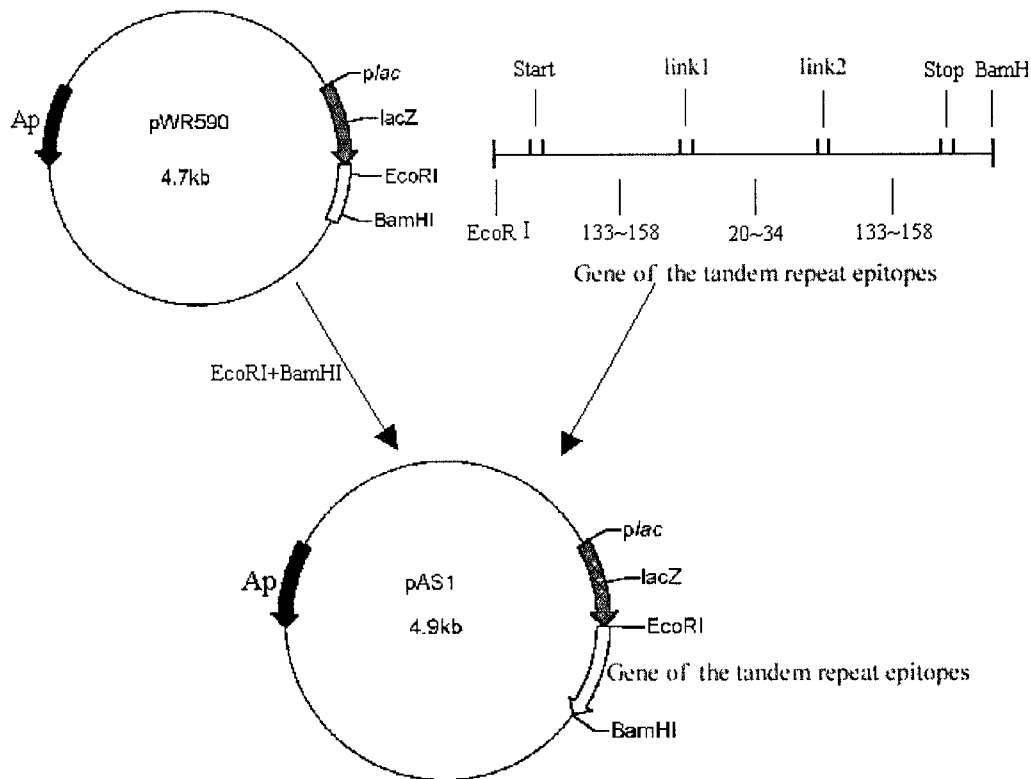 plac
lacZ
Ap
pWR590
4.7kb
EcoRI
BamHI
Start
link1
link2
Stop
BamH
EcoR I
133~158
20~34
133~158
Gene of the tandem repeat epitopes
EcoRI+BamHI
plac
lacZ
Ap
pAS1
4.9kb
EcoRI
Gene of the tandem repeat epitopes
BamHI